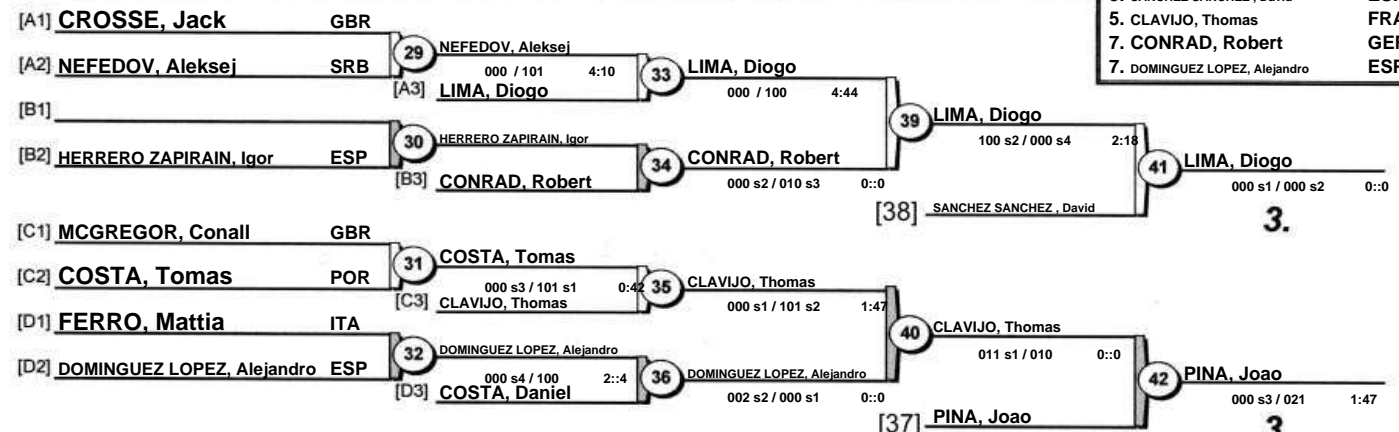 5. CLAVIJO, Thomas
7. CONRAD, Robert
7. DOMINGUEZ LOPEZ, Alejandro
[A1] CROSSE, Jack GBR
[A2] NEFEDOV, Aleksej SRB
29
NEFEDOV, Aleksej
000 / 101 4:10
[A3] LIMA, Diogo
33
LIMA, Diogo
000 / 100 4:44
[B1]
[B2] HERRERO ZAPIRAIN, Igor ESP
30
HERRERO ZAPIRAIN, Igor
[B3] CONRAD, Robert
34
CONRAD, Robert
000 s2 / 010 s3 0::0
39
LIMA, Diogo
100 s2 / 000 s4 2:18
[38] SANCHEZ SANCHEZ , David
41
LIMA, Diogo
000 s1 / 000 s2 0::0
3.
[C1] MCGREGOR, Conall GBR
[C2] COSTA, Tomas POR
31
COSTA, Tomas
000 s3 / 101 s1 0:42
[C3] CLAVIJO, Thomas
35
CLAVIJO, Thomas
000 s1 / 101 s2 1:47
[D1] FERRO, Mattia ITA
[D2] DOMINGUEZ LOPEZ, Alejandro ESP
32
DOMINGUEZ LOPEZ, Alejandro
000 s4 / 100 2::4
[D3] COSTA, Daniel
36
DOMINGUEZ LOPEZ, Alejandro
002 s2 / 000 s1 0::0
40
CLAVIJO, Thomas
011 s1 / 010 0::0
[37] PINA, Joao
42
PINA, Joao
000 s3 / 021 1:47
3